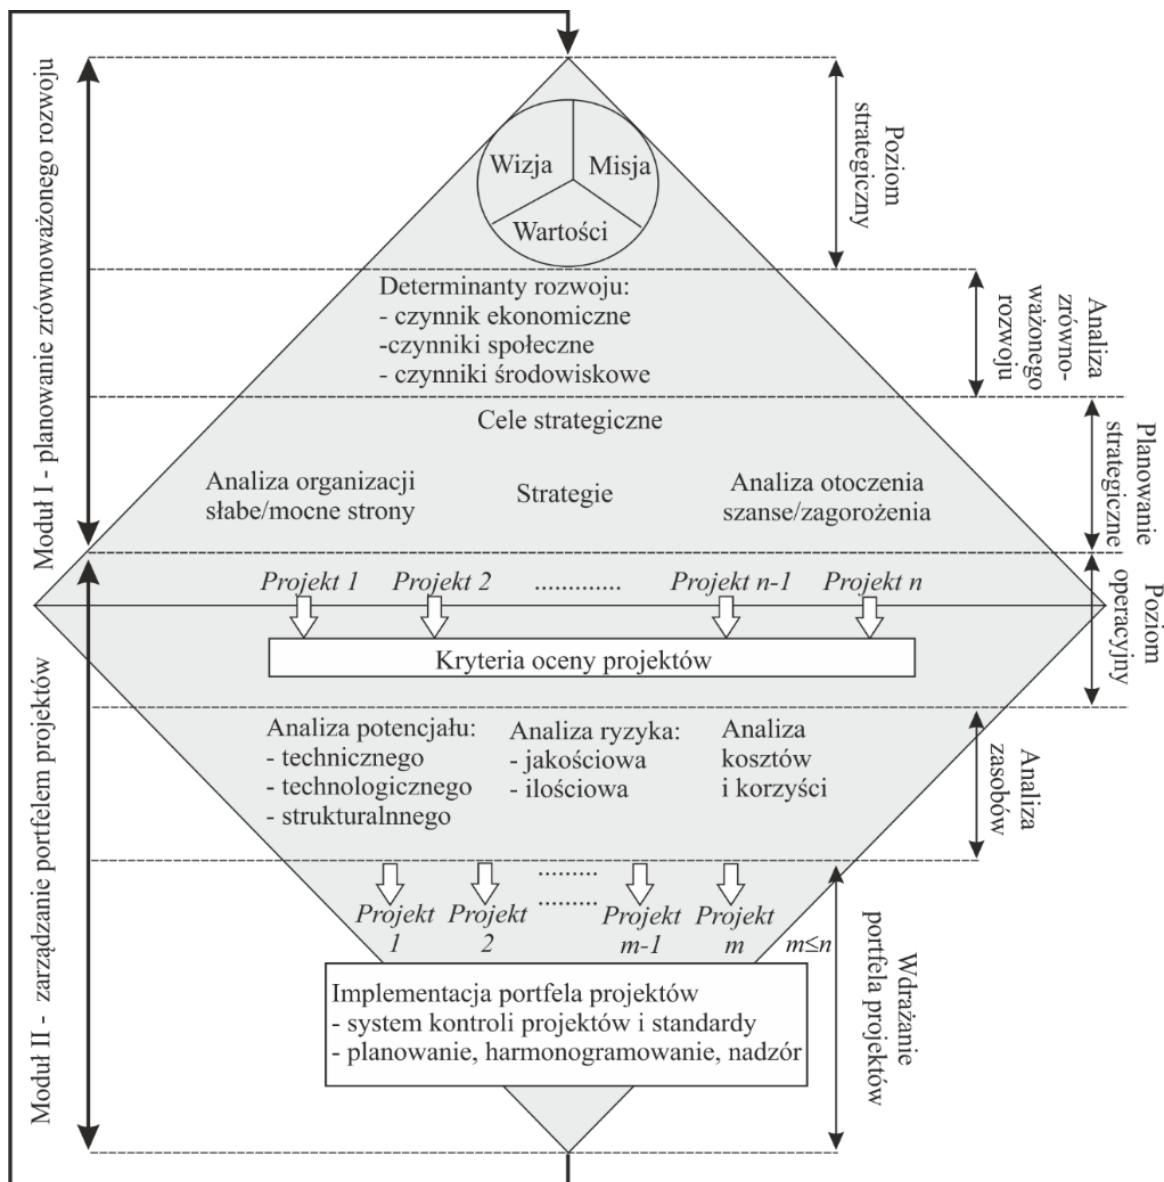 Moduł I - planowanie zrównoważonego rozwoju
Wizja
Misja
Wartości
Poziom
strategiczny
Determinanty rozwoju:
- czynnik ekonomiczne
-czynniki społeczne
- czynniki środowiskowe
Analiza
zrówno-
ważonego
rozwoju
Cele strategiczne
Analiza organizacji
słabe/mocne strony
Strategie
Analiza otoczenia
szanse/zagorożenia
Planowanie
strategiczne
Moduł II - zarządzanie portfelem projektów
Projekt 1
Projekt 2
.............
Projekt n-1
Projekt n
Kryteria oceny projektów
Poziom
operacyjny
Analiza potencjału:
- technicznego
- technologicznego
- strukturalnnego
Analiza ryzyka:
- jakościowa
- ilościowa
Analiza
kosztów
i korzyści
Analiza
zasobów
.........
.........
Projekt
1
Projekt
2
Projekt
m-1
Projekt
m
m≤n
Implementacja portfela projektów
- system kontroli projektów i standardy
- planowanie, harmonogramowanie, nadzór
Wdrażanie
portfela projektów